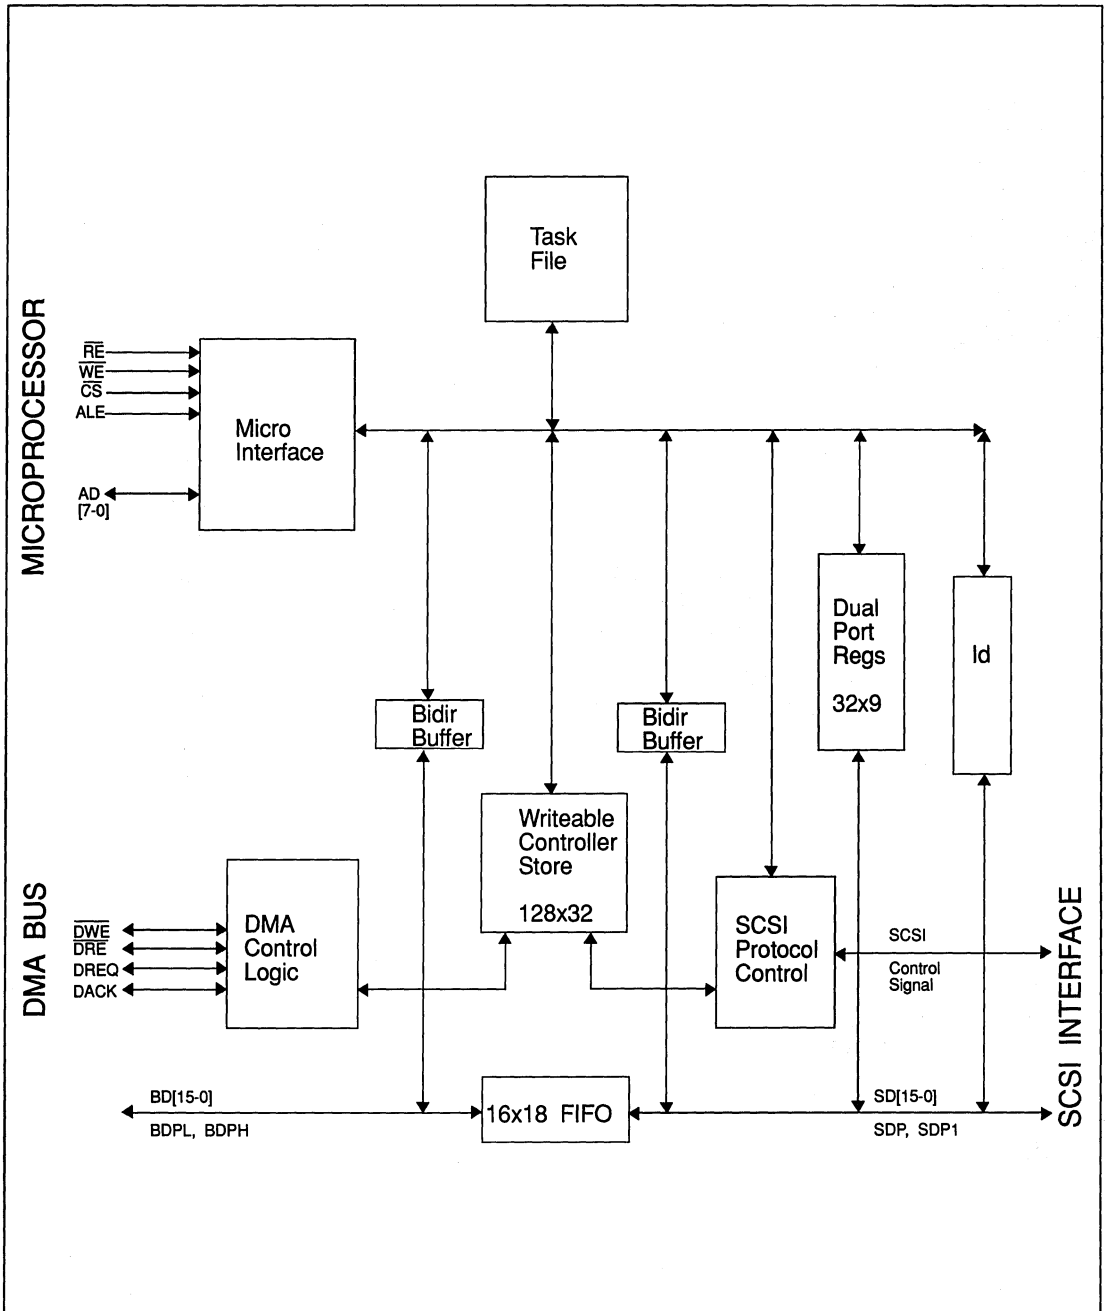 Task
File
MICROPROCESSOR
RE
WE
CS
ALE
AD
[7-0]
Micro
Interface
Dual
Port
Regs
32x9
Id
Bidir
Buffer
Bidir
Buffer
Writeable
Controller
Store
128x32
DMA BUS
DWE
DRE
DREQ
DACK
DMA
Control
Logic
SCSI
Protocol
Control
SCSI
Control
Signal
SCSI INTERFACE
BD[15-0]
BDPL, BDPH
16x18 FIFO
SD[15-0]
SDP, SDP1